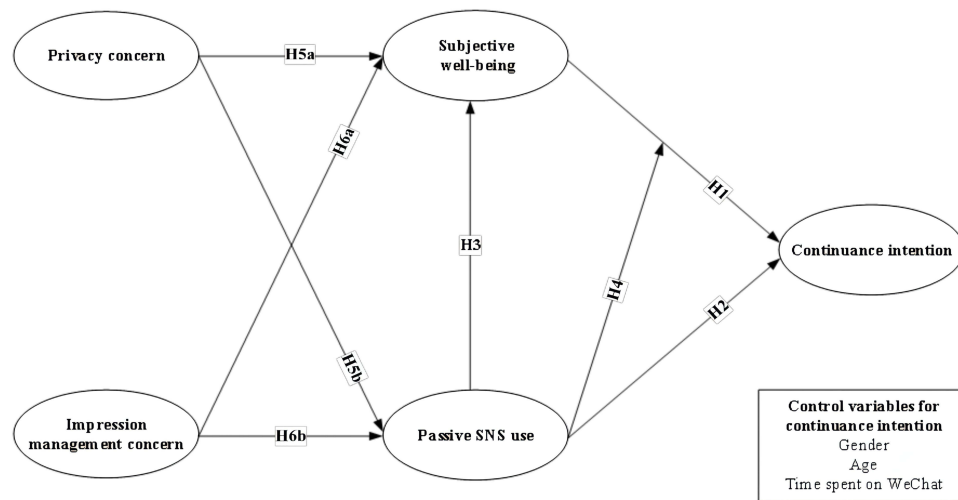 Privacy concern
H5a
Subjective
well-being
H6a
H1
H3
Continuance intention
H4
H2
H5b
Impression
management concern
H6b
Passive SNS use
Control variables for
continuance intention
Gender
Age
Time spent on WeChat